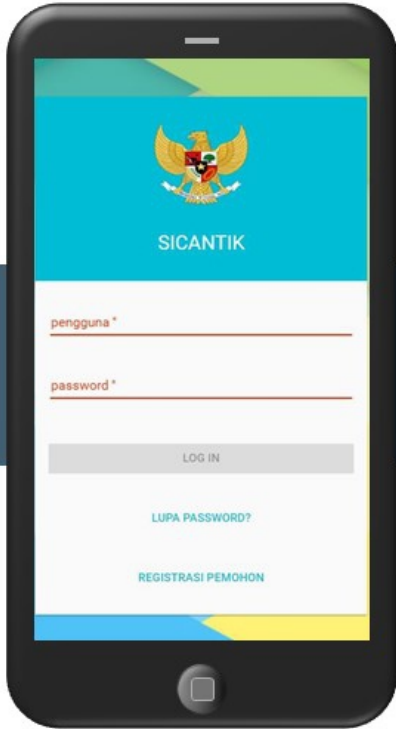 SICANTIK
pengguna *
password *
LOG IN
LUPA PASSWORD?
REGISTRASI PEMOHON